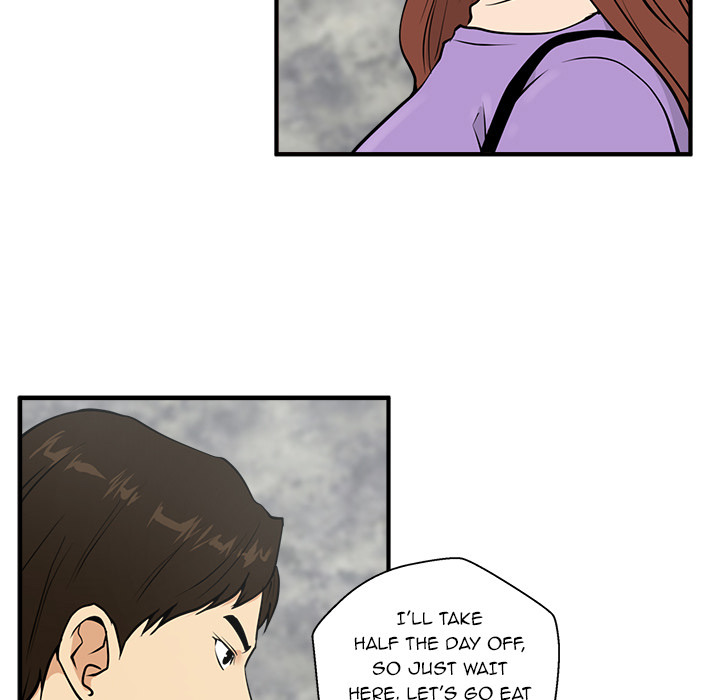 I'LL TAKE
HALF THE DAY OFF,
SO JUST WAIT
HERE. LET'S GO EAT